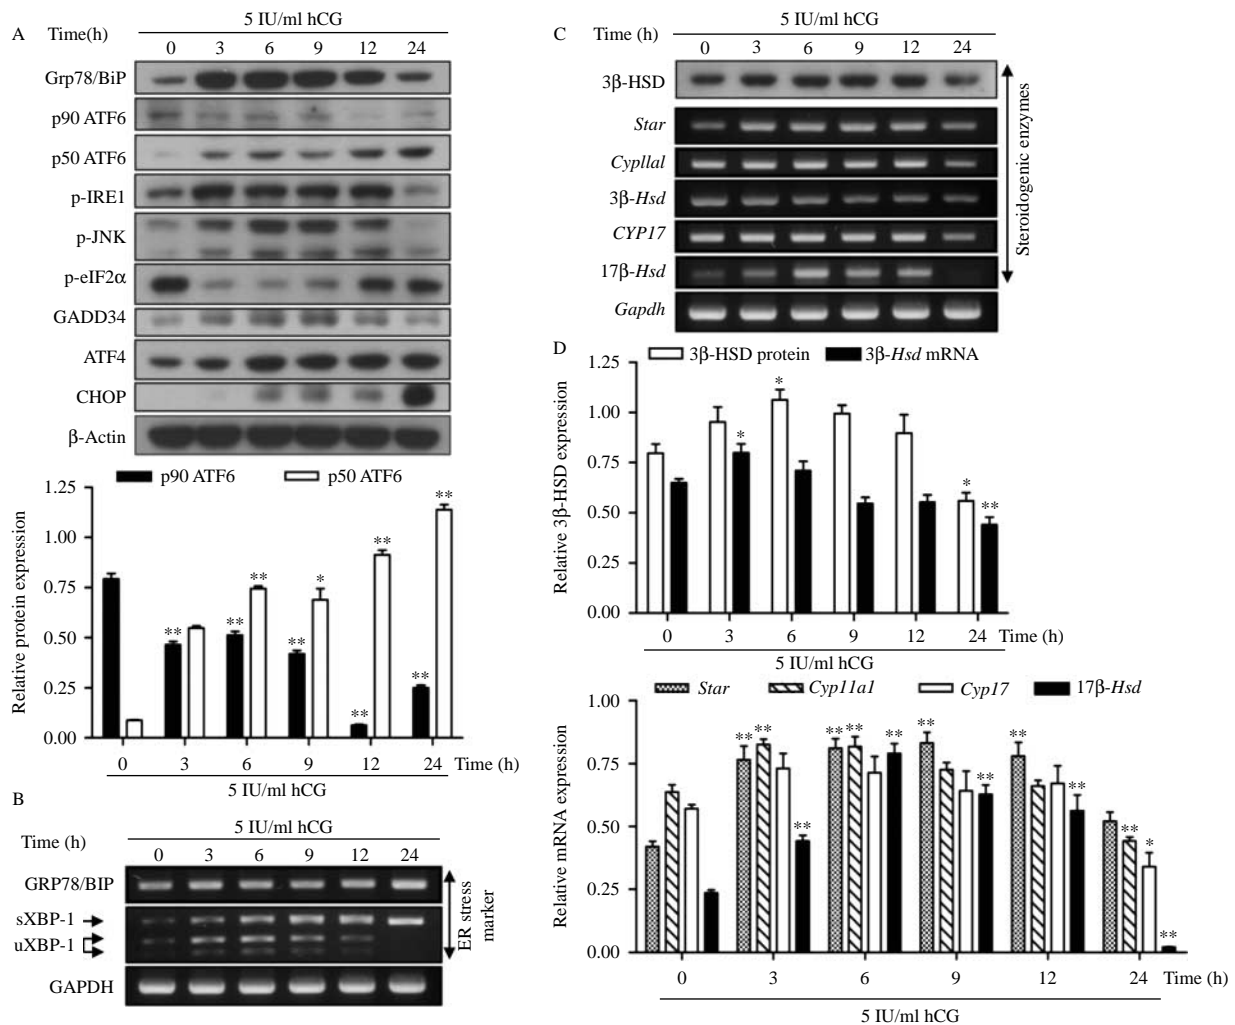 A
5 IU/ml hCG
Time(h)
0 3 6 9 12 24
Grp78/BiP
p90 ATF6
p50 ATF6
p-IRE1
p-JNK
p-eIF2α
GADD34
ATF4
CHOP
β-Actin
p90 ATF6 p50 ATF6
Relative protein expression
1.25
1.00
0.75
0.50
0.25
0.00
** ** ** * ** ** ** ** **
0 3 6 9 12 24 Time (h)
5 IU/ml hCG
B
5 IU/ml hCG
Time (h)
0 3 6 9 12 24
GRP78/BIP
sXBP-1
uXBP-1
GAPDH
ER stress
marker
C
5 IU/ml hCG
Time (h)
0 3 6 9 12 24
3β-HSD
Star
Cypllal
3β-Hsd
CYP17
17β-Hsd
Gapdh
Steroidogenic enzymes
D
3β-HSD protein 3β-Hsd mRNA
Relative 3β-HSD expression
1.25
1.00
0.75
0.50
0.25
0.00
* * * **
0 3 6 9 12 24 Time (h)
5 IU/ml hCG
Star Cyp11a1 Cyp17 17β-Hsd
Relative mRNA expression
1.00
0.75
0.50
0.25
0.00
** ** ** ** ** ** ** ** ** ** ** * **
0 3 6 9 12 24 Time (h)
5 IU/ml hCG